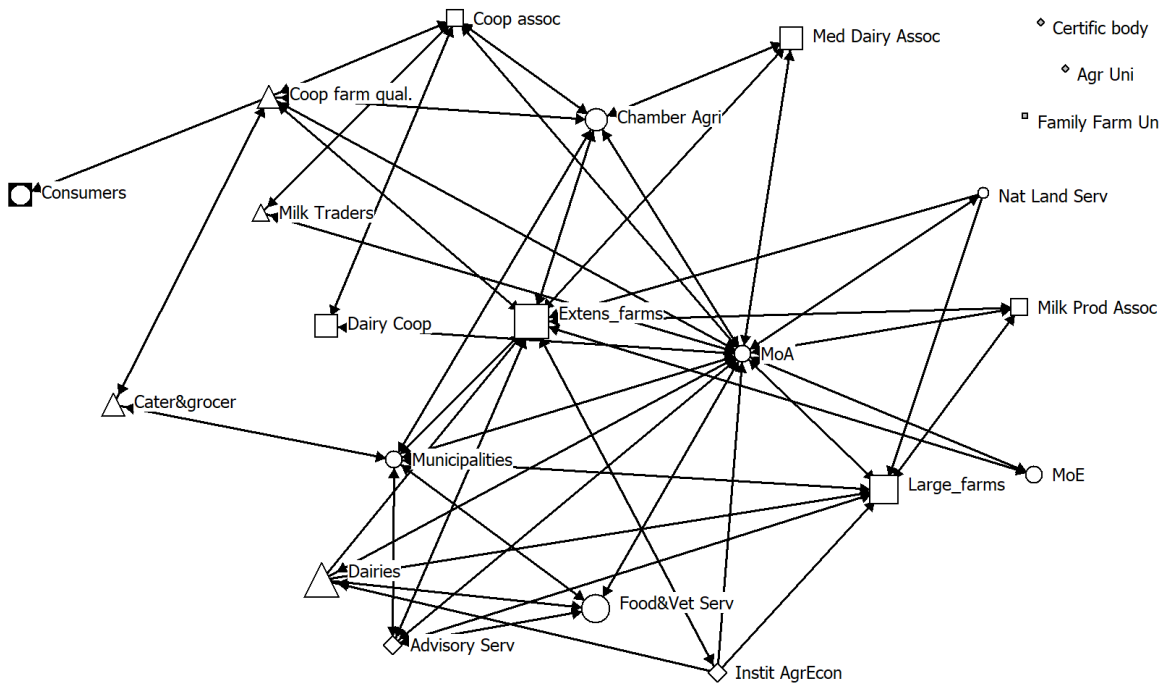 Coop assoc
Certific body
Med Dairy Assoc
Agr Uni
Coop farm qual.
Chamber Agri
Family Farm Un
Consumers
Nat Land Serv
Milk Traders
Milk Prod Assoc
Extens_farms
Dairy Coop
MoA
Cater&grocer
Municipalities
MoE
Large_farms
Dairies
Food&Vet Serv
Advisory Serv
Instit AgrEcon